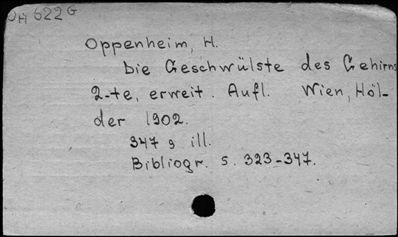 OH 622G
Oppenheim, H.
Die Geschwülste des Gehirns
2-te, erweit. Aufl. Wien, Höl-
der 1902.
347 s ill.
Bibliogr. s. 323-347.